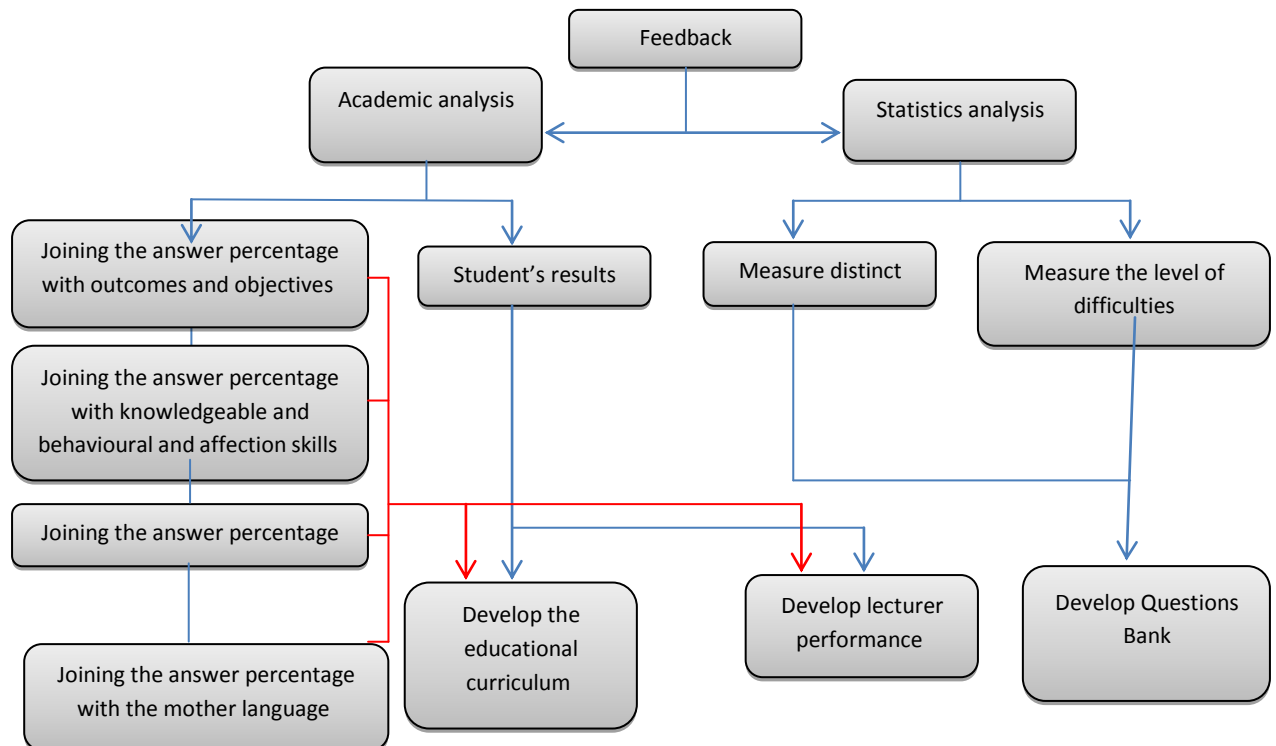 Feedback
Academic analysis
Statistics analysis
Joining the answer percentage
with outcomes and objectives
Student’s results
Measure distinct
Measure the level of
difficulties
Joining the answer percentage
with knowledgeable and
behavioural and affection skills
Joining the answer percentage
Develop the
educational
curriculum
Develop lecturer
performance
Develop Questions
Bank
Joining the answer percentage
with the mother language